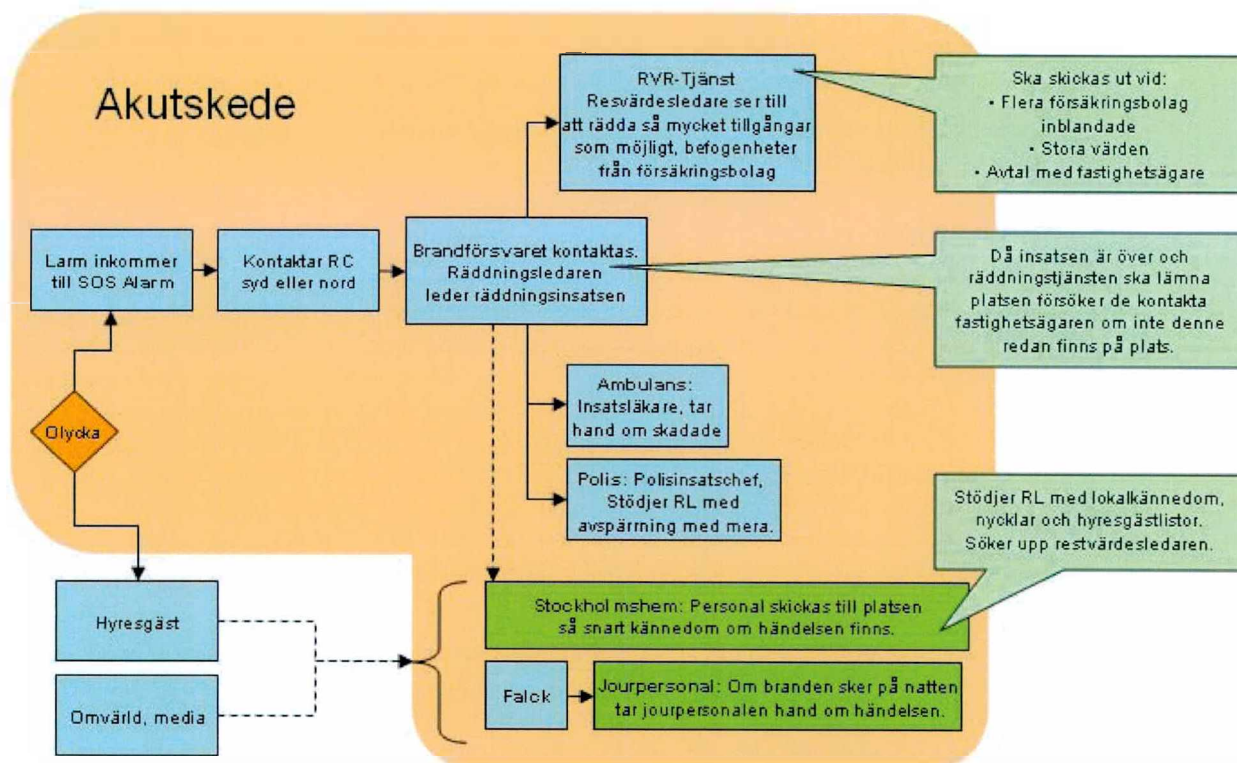 Akutskede
RVR-Tjänst
Resvärdesledare ser till
att rädda så mycket tillgångar
som möjligt, befogenheter
från försäkringsbolag
Ska skickas ut vid:
• Flera försäkringsbolag
inblandade
• Stora värden
• Avtal med fastighetsägare
Larm inkommer
till SOS Alarm
Kontaktar RC
syd eller nord
Brandförsvaret kontaktas.
Räddningsledaren
leder räddningsinsatsen
Då insatsen är över och
räddningstjänsten ska lämna
platsen försöker de kontakta
fastighetsägaren om inte denne
redan finns på plats.
Olycka
Ambulans:
Insatsläkare, tar
hand om skadade
Polis: Polisinsatschef,
Stödjer RL med
avspärrning med mera.
Stödjer RL med lokalkännedom,
nycklar och hyresgästlistor.
Söker upp restvärdesledaren.
Hyresgäst
Stockholmshem: Personal skickas till platsen
så snart kännedom om händelsen finns.
Omvärld, media
Falck
Jourpersonal: Om branden sker på natten
tar jourpersonalen hand om händelsen.